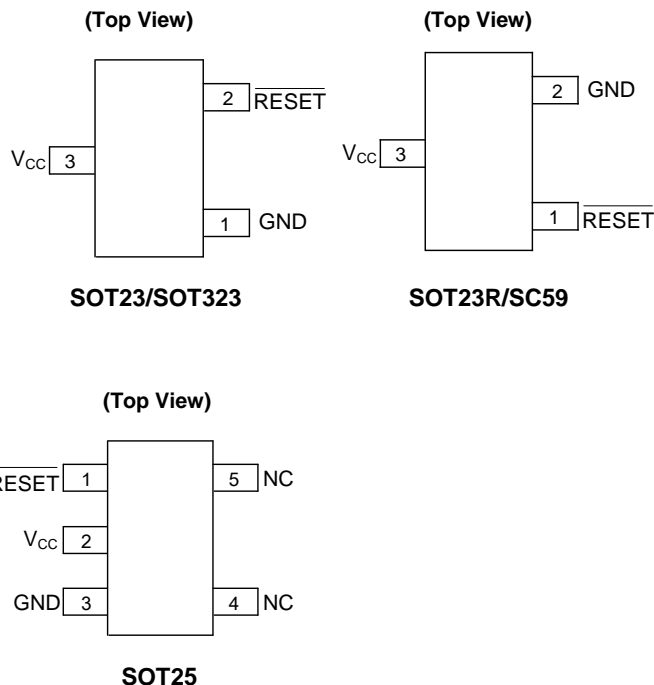 (Top View)
2 RESET
VCC 3
1 GND
SOT23/SOT323
(Top View)
2 GND
VCC 3
1 RESET
SOT23R/SC59
(Top View)
RESET 1
5 NC
VCC 2
GND 3
4 NC
SOT25